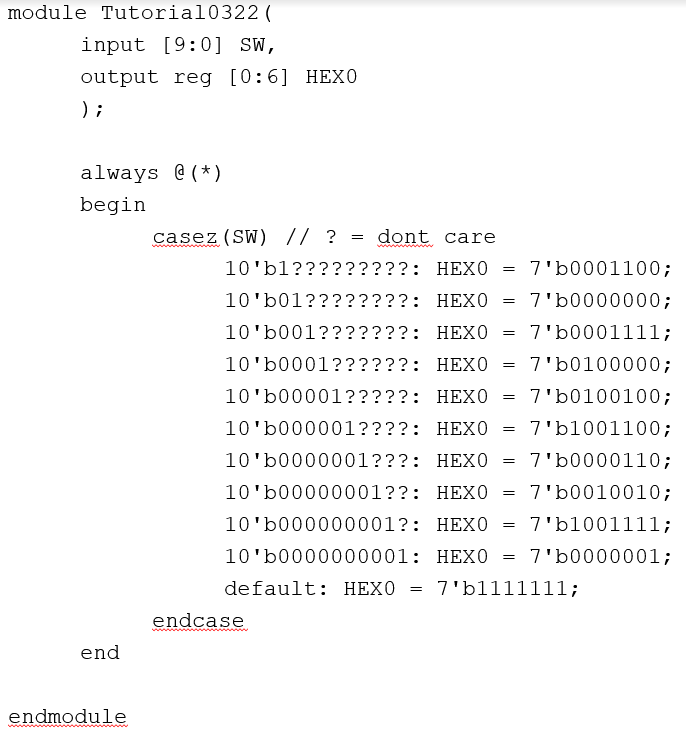 module Tutorial0322(
input [9:0] SW,
output reg [0:6] HEX0
);
always @(*)
begin
casez(SW) // ? = dont care
10'b1?????????: HEX0 = 7'b0001100;
10'b01????????: HEX0 = 7'b0000000;
10'b001???????: HEX0 = 7'b0001111;
10'b0001??????: HEX0 = 7'b0100000;
10'b00001?????: HEX0 = 7'b0100100;
10'b000001????: HEX0 = 7'b1001100;
10'b0000001???: HEX0 = 7'b0000110;
10'b00000001??: HEX0 = 7'b0010010;
10'b000000001?: HEX0 = 7'b1001111;
10'b0000000001: HEX0 = 7'b0000001;
default: HEX0 = 7'b1111111;
endcase
end
endmodule